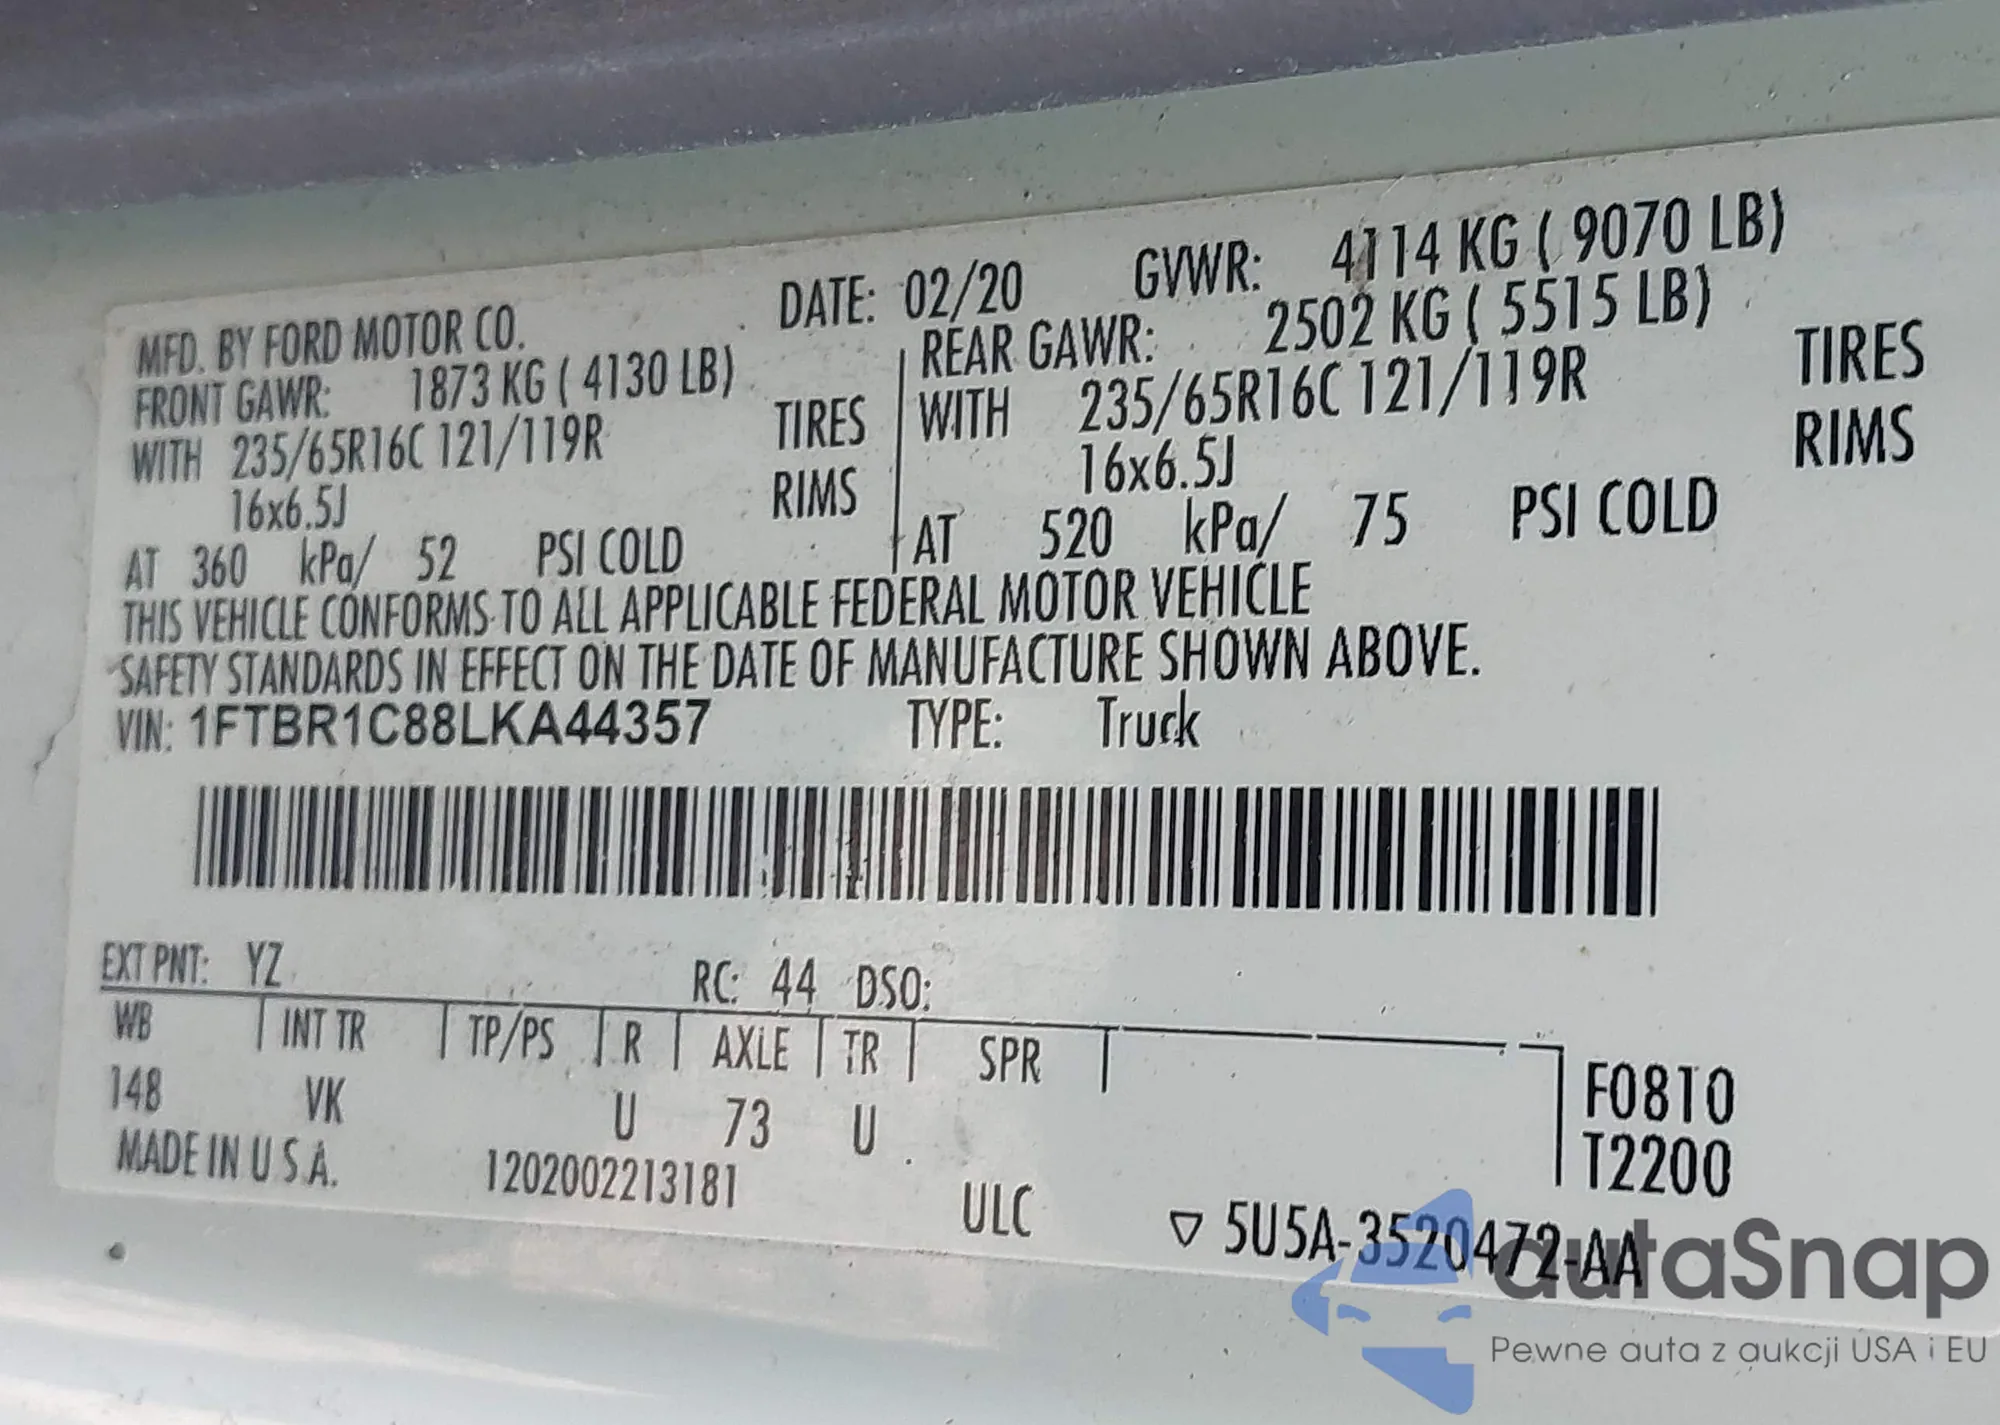 MFD. BY FORD MOTOR CO. DATE: 02/20 GVWR: 4114 KG ( 9070 LB)
FRONT GAWR: 1873 KG ( 4130 LB) REAR GAWR: 2502 KG ( 5515 LB)
WITH 235/65R16C 121/119R TIRES WITH 235/65R16C 121/119R TIRES
16x6.5J RIMS 16x6.5J RIMS
AT 360 kPa/ 52 PSI COLD AT 520 kPa/ 75 PSI COLD
THIS VEHICLE CONFORMS TO ALL APPLICABLE FEDERAL MOTOR VEHICLE
SAFETY STANDARDS IN EFFECT ON THE DATE OF MANUFACTURE SHOWN ABOVE.
VIN: 1FTBR1C88LKA44357 TYPE: Truck
EXT PNT: YZ RC: 44 DSO:
WB INT TR TP/PS R AXLE TR SPR
148 VK U 73 U
F0810
T2200
MADE IN U.S.A. 1202002213181 ULC ▽ 5U5A-3520472-AA
autaSnap
Pewne auta z aukcji USA i EU